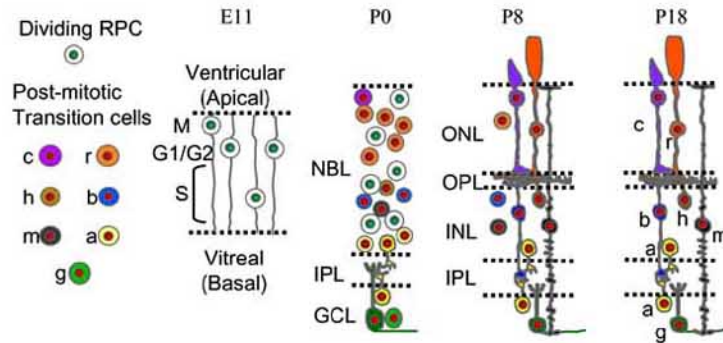 Dividing RPC
Post-mitotic
Transition cells
c r
h b
m a
g
E11
Ventricular
(Apical)
M
G1/G2
S
Vitreal
(Basal)
P0
NBL
IPL
GCL
P8
ONL
OPL
INL
IPL
P18
c
r
b
h
m
a
a
g